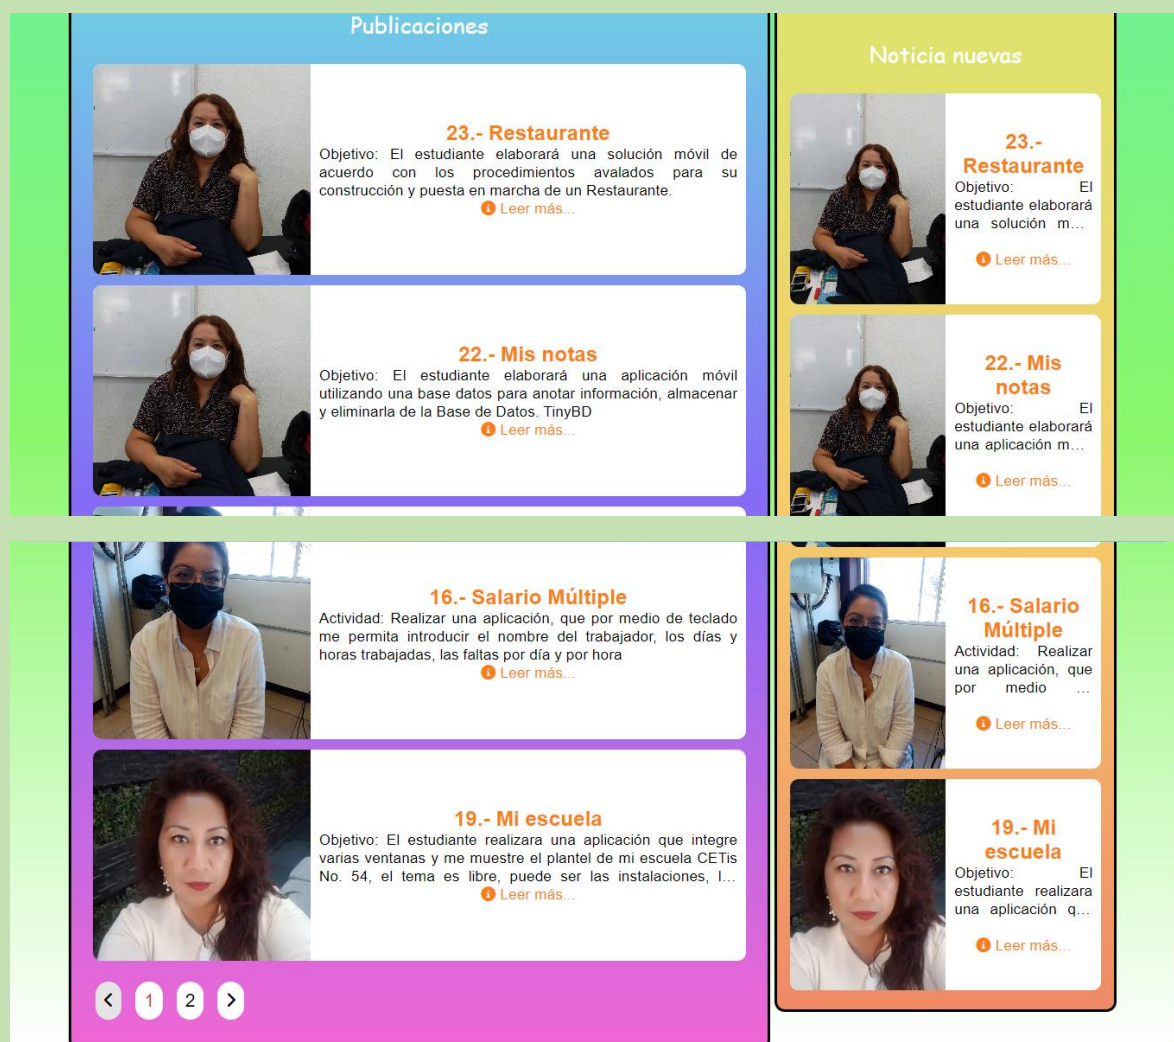 Publicaciones
23.- Restaurante
Objetivo: El estudiante elaborará una solución móvil de
acuerdo con los procedimientos avalados para su
construcción y puesta en marcha de un Restaurante.
Leer más...
22.- Mis notas
Objetivo: El estudiante elaborará una aplicación móvil
utilizando una base datos para anotar información, almacenar
y eliminarla de la Base de Datos. TinyBD
Leer más...
Noticia nuevas
23.-
Restaurante
Objetivo: El
estudiante elaborará
una solución m...
Leer más...
22.- Mis
notas
Objetivo: El
estudiante elaborará
una aplicación m...
Leer más...
16.- Salario Múltiple
Actividad: Realizar una aplicación, que por medio de teclado
me permita introducir el nombre del trabajador, los días y
horas trabajadas, las faltas por día y por hora
Leer más...
19.- Mi escuela
Objetivo: El estudiante realizara una aplicación que integre
varias ventanas y me muestre el plantel de mi escuela CETis
No. 54, el tema es libre, puede ser las instalaciones, l...
Leer más...
1 2
16.- Salario
Múltiple
Actividad: Realizar
una aplicación, que
por medio ...
Leer más...
19.- Mi
escuela
Objetivo: El
estudiante realizara
una aplicación q...
Leer más...